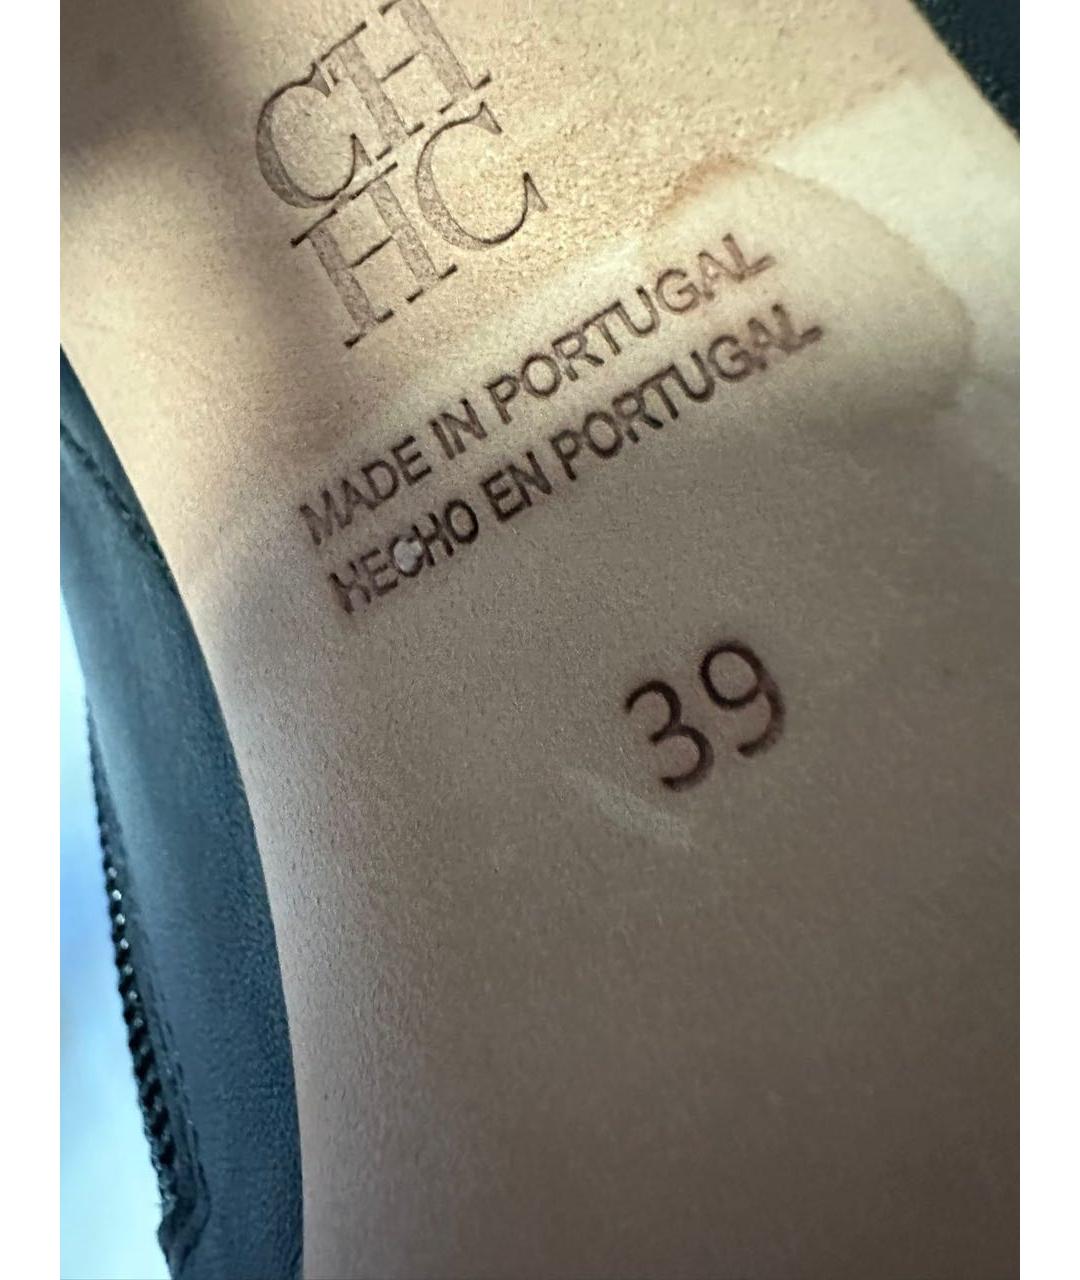 CH
HC
MADE IN PORTUGAL
HECHO EN PORTUGAL
39